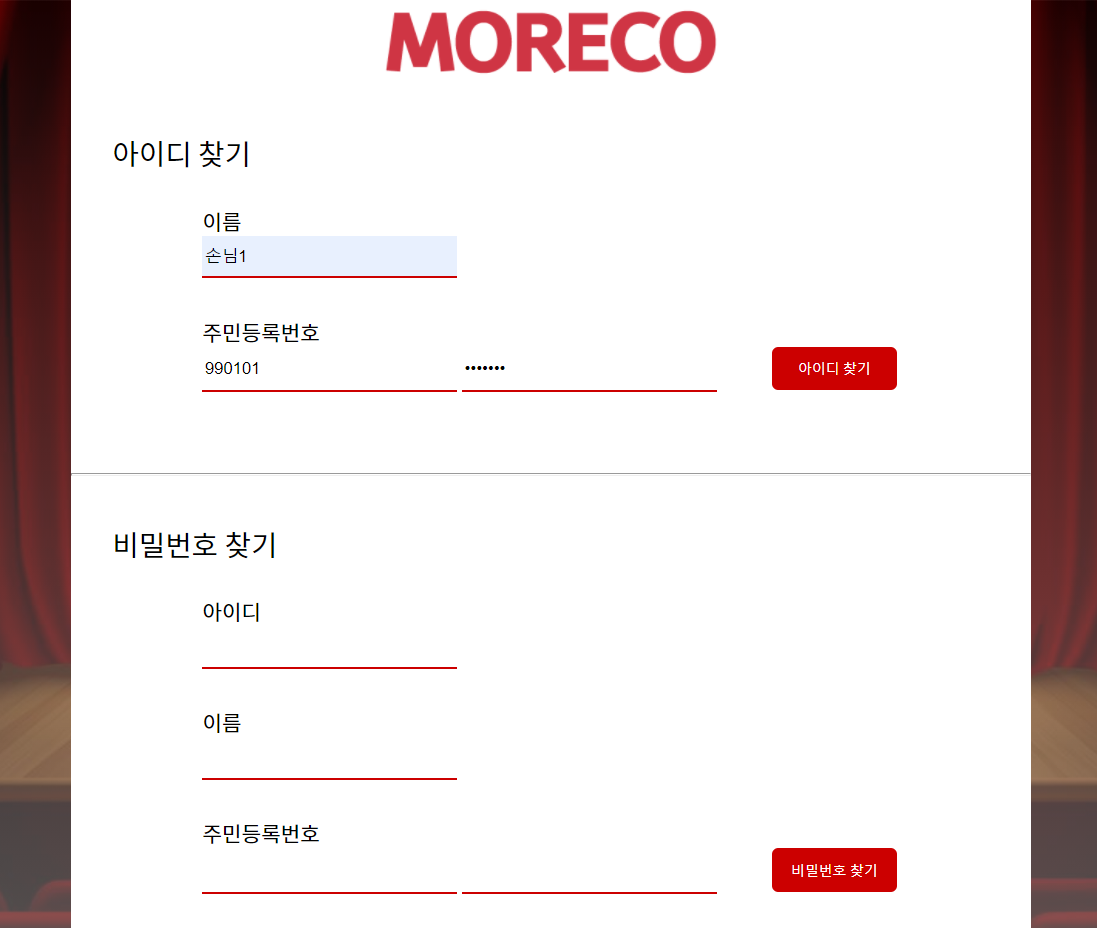 MORECO
아이디 찾기
이름
손님1
주민등록번호
990101 •••••••
아이디 찾기
비밀번호 찾기
아이디
이름
주민등록번호
비밀번호 찾기